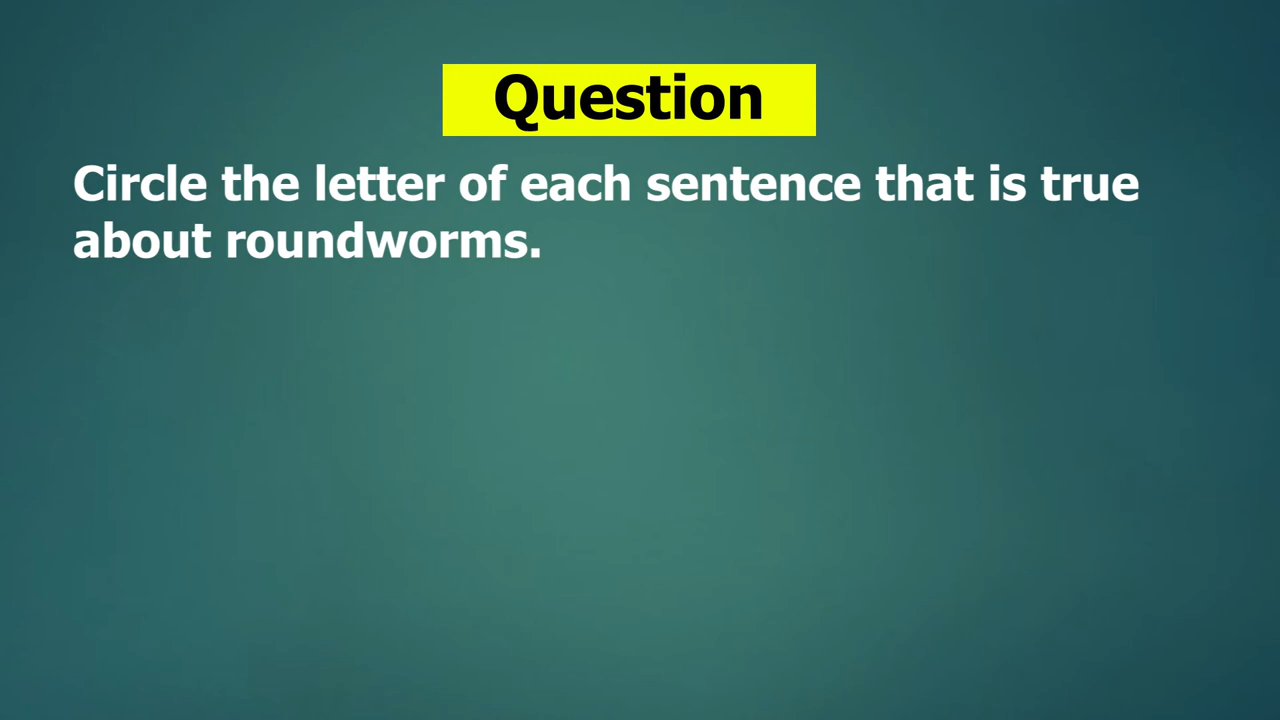 Question
Circle the letter of each sentence that is true
about roundworms.